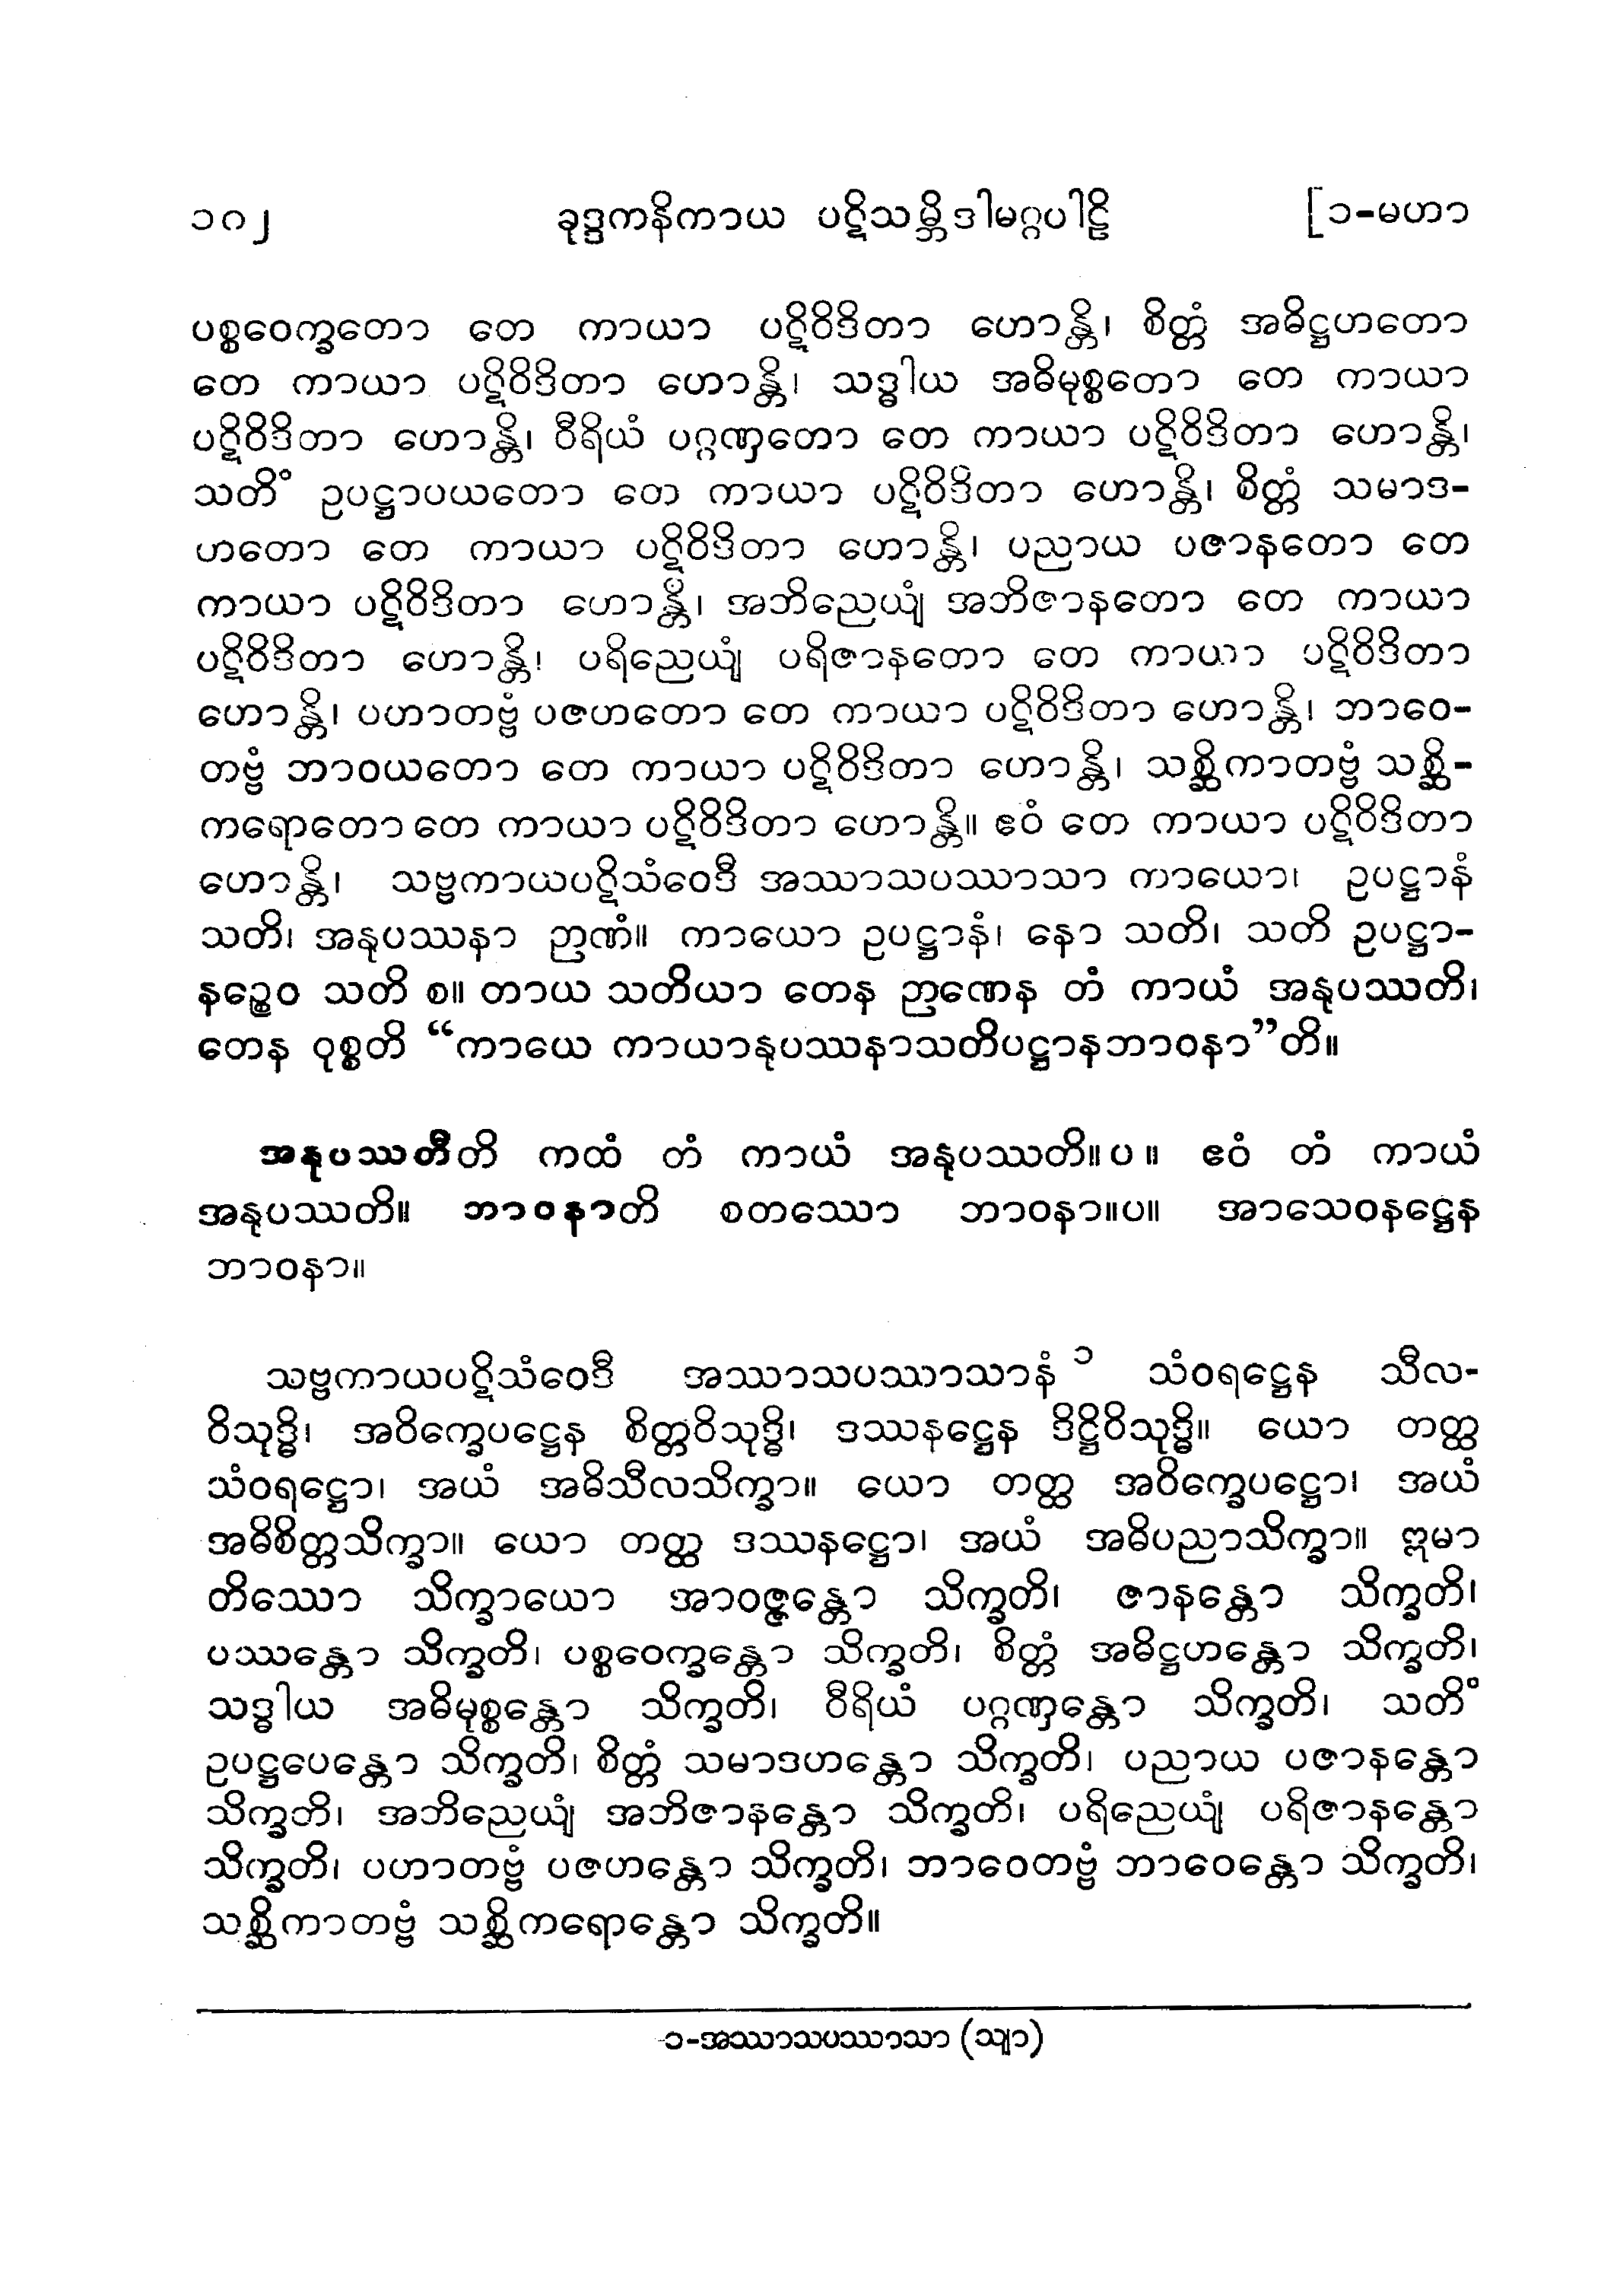 ၁၈၂ ခုဒ္ဒကနိကာယ ပဋိသမ္ဘိဒါမဂ္ဂပါဠိ [၁-မဟာ
ပစ္စဝေက္ခတော တေ ကာယာ ပဋိဝိဒိတာ ဟောန္တိ၊ စိတ္တံ အဓိဋ္ဌဟတော
တေ ကာယာ ပဋိဝိဒိတာ ဟောန္တိ၊ သဒ္ဓါယ အဓိမုစ္စတော တေ ကာယာ
ပဋိဝိဒိတာ ဟောန္တိ၊ ဝီရိယံ ပဂ္ဂဏှတော တေ ကာယာ ပဋိဝိဒိတာ ဟောန္တိ၊
သတိံ ဥပဋ္ဌာပယတော တေ ကာယာ ပဋိဝိဒိတာ ဟောန္တိ၊ စိတ္တံ သမာဒ-
ဟတော တေ ကာယာ ပဋိဝိဒိတာ ဟောန္တိ၊ ပညာယ ပဇာနတော တေ
ကာယာ ပဋိဝိဒိတာ ဟောန္တိ၊ အဘိညေယျံ အဘိဇာနတော တေ ကာယာ
ပဋိဝိဒိတာ ဟောန္တိ၊ ပရိညေယျံ ပရိဇာနတော တေ ကာယာ ပဋိဝိဒိတာ
ဟောန္တိ၊ ပဟာတဗ္ဗံ ပဇဟတော တေ ကာယာ ပဋိဝိဒိတာ ဟောန္တိ၊ ဘာဝေ-
တဗ္ဗံ ဘာဝယတော တေ ကာယာ ပဋိဝိဒိတာ ဟောန္တိ၊ သစ္ဆိကာတဗ္ဗံ သစ္ဆိ-
ကရောတော တေ ကာယာ ပဋိဝိဒိတာ ဟောန္တိ။ ဧဝံ တေ ကာယာ ပဋိဝိဒိတာ
ဟောန္တိ၊ သဗ္ဗကာယပဋိသံဝေဒီ အဿာသပဿာသာ ကာယော၊ ဥပဋ္ဌာနံ
သတိ၊ အနုပဿနာ ဉာဏံ။ ကာယော ဥပဋ္ဌာနံ၊ နော သတိ၊ သတိ ဥပဋ္ဌာ-
နဉ္စေဝ သတိ စ။ တာယ သတိယာ တေန ဉာဏေန တံ ကာယံ အနုပဿတိ၊
တေန ဝုစ္စတိ “ကာယေ ကာယာနုပဿနာသတိပဋ္ဌာနဘာဝနာ”တိ။
အနုပဿတီတိ ကထံ တံ ကာယံ အနုပဿတိ။ပ။ ဧဝံ တံ ကာယံ
အနုပဿတိ။ ဘာဝနာတိ စတဿော ဘာဝနာ။ပ။ အာသေဝနဋ္ဌေန
ဘာဝနာ။
သဗ္ဗကာယပဋိသံဝေဒီ အဿာသပဿာသာနံ ၁ သံဝရဋ္ဌေန သီလ-
ဝိသုဒ္ဓိ၊ အဝိက္ခေပဋ္ဌေန စိတ္တဝိသုဒ္ဓိ၊ ဒဿနဋ္ဌေန ဒိဋ္ဌိဝိသုဒ္ဓိ။ ယော တတ္ထ
သံဝရဋ္ဌော၊ အယံ အဓိသီလသိက္ခာ။ ယော တတ္ထ အဝိက္ခေပဋ္ဌော၊ အယံ
အဓိစိတ္တသိက္ခာ။ ယော တတ္ထ ဒဿနဋ္ဌော၊ အယံ အဓိပညာသိက္ခာ။ ဣမာ
တိဿော သိက္ခာယော အာဝဇ္ဇန္တော သိက္ခတိ၊ ဇာနန္တော သိက္ခတိ၊
ပဿန္တော သိက္ခတိ၊ ပစ္စဝေက္ခန္တော သိက္ခတိ၊ စိတ္တံ အဓိဋ္ဌဟန္တော သိက္ခတိ၊
သဒ္ဓါယ အဓိမုစ္စန္တော သိက္ခတိ၊ ဝီရိယံ ပဂ္ဂဏှန္တော သိက္ခတိ၊ သတိံ
ဥပဋ္ဌပေန္တော သိက္ခတိ၊ စိတ္တံ သမာဒဟန္တော သိက္ခတိ၊ ပညာယ ပဇာနန္တော
သိက္ခတိ၊ အဘိညေယျံ အဘိဇာနန္တော သိက္ခတိ၊ ပရိညေယျံ ပရိဇာနန္တော
သိက္ခတိ၊ ပဟာတဗ္ဗံ ပဇဟန္တော သိက္ခတိ၊ ဘာဝေတဗ္ဗံ ဘာဝေန္တော သိက္ခတိ၊
သစ္ဆိကာတဗ္ဗံ သစ္ဆိကရောန္တော သိက္ခတိ။
၁-အဿာသပဿာသာ (သျာ)